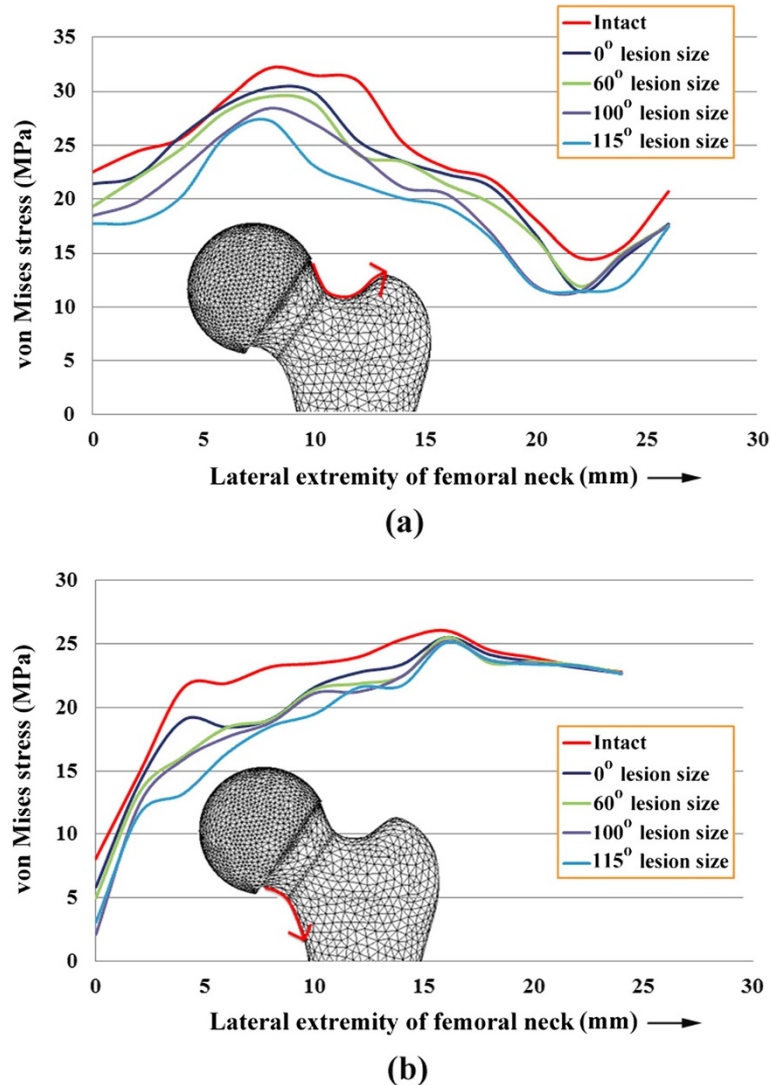 Intact
0° lesion size
60° lesion size
100° lesion size
115° lesion size
von Mises stress (MPa)
35
30
25
20
15
10
5
0
0 5 10 15 20 25 30
Lateral extremity of femoral neck (mm)
(a)
30
25
20
15
10
5
0
von Mises stress (MPa)
Intact
0° lesion size
60° lesion size
100° lesion size
115° lesion size
0 5 10 15 20 25 30
Lateral extremity of femoral neck (mm)
(b)